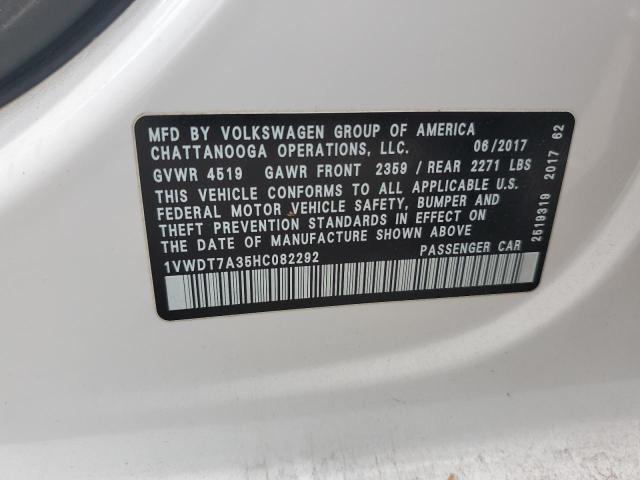 MFD BY VOLKSWAGEN GROUP OF AMERICA
CHATTANOOGA OPERATIONS, LLC. 06/2017
GVWR 4519 GAWR FRONT 2359 / REAR 2271 LBS
THIS VEHICLE CONFORMS TO ALL APPLICABLE U.S.
FEDERAL MOTOR VEHICLE SAFETY, BUMPER AND
THEFT PREVENTION STANDARDS IN EFFECT ON
THE DATE OF MANUFACTURE SHOWN ABOVE
1VWDT7A35HC082292 PASSENGER CAR
2519319 2017 62